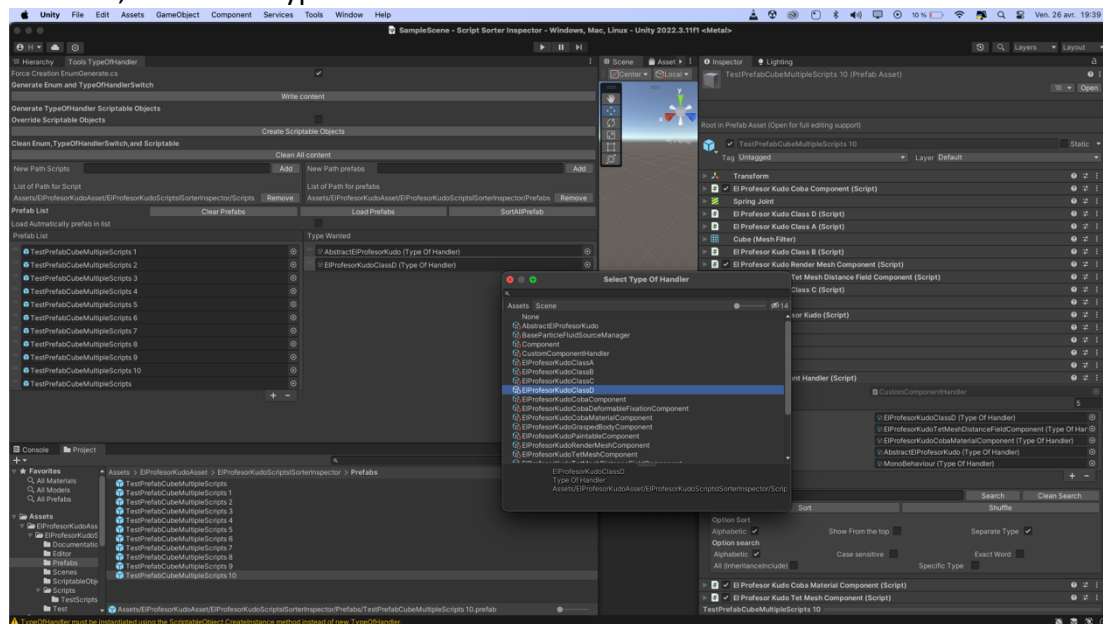 Unity File Edit Assets GameObject Component Services Tools Window Help
10 % Ven. 26 avr. 19:39
SampleScene - Script Sorter Inspector - Windows, Mac, Linux - Unity 2022.3.11f1 <Metal>
Layers Layout
Hierarchy Tools TypeOfHandler
Force Creation EnumGenerate.cs
Generate Enum and TypeOfHandlerSwitch
Write content
Generate TypeOfHandler Scriptable Objects
Override Scriptable Objects
Create Scriptable Objects
Clean Enum,TypeOfHandlerSwitch,and Scriptable
Clean All content
New Path Scripts Add New Path prefabs Add
List of Path for Script List of Path for prefabs
Assets/ElProfesorKudoAsset/ElProfesorKudoScriptslSorterInspector/Scripts Remove Assets/ElProfesorKudoAsset/ElProfesorKudoScriptslSorterInspector/Prefabs Remove
Prefab List Clear Prefabs Load Prefabs SortAllPrefab
Load Automatically prefab in list
Prefab List Type Wanted
TestPrefabCubeMultipleScripts 1 AbstractElProfesorKudo (Type Of Handler)
TestPrefabCubeMultipleScripts 2 ElProfesorKudoClassD (Type Of Handler)
TestPrefabCubeMultipleScripts 3
TestPrefabCubeMultipleScripts 4
TestPrefabCubeMultipleScripts 5
TestPrefabCubeMultipleScripts 6
TestPrefabCubeMultipleScripts 7
TestPrefabCubeMultipleScripts 8
TestPrefabCubeMultipleScripts 9
TestPrefabCubeMultipleScripts 10
TestPrefabCubeMultipleScripts
+ -
Scene Asset
Center Local
y
Select Type Of Handler
Assets Scene
14
None
AbstractElProfesorKudo
BaseParticleFluidSourceManager
Component
CustomComponentHandler
ElProfesorKudoClassA
ElProfesorKudoClassB
ElProfesorKudoClassC
ElProfesorKudoClassD
ElProfesorKudoCobaComponent
ElProfesorKudoCobaDeformableFixationComponent
ElProfesorKudoCobaMaterialComponent
ElProfesorKudoGraspedBodyComponent
ElProfesorKudoPaintableComponent
ElProfesorKudoRenderMeshComponent
ElProfesorKudoTetMeshComponent
ElProfesorKudoClassD
Type Of Handler
Assets/ElProfesorKudoAsset/ElProfesorKudoScriptslSorterInspector/Scrip
Inspector Lighting
TestPrefabCubeMultipleScripts 10 (Prefab Asset)
Open
Root in Prefab Asset (Open for full editing support)
TestPrefabCubeMultipleScripts 10 Static
Tag Untagged Layer Default
Transform
El Profesor Kudo Coba Component (Script)
Spring Joint
El Profesor Kudo Class D (Script)
El Profesor Kudo Class A (Script)
Cube (Mesh Filter)
El Profesor Kudo Class B (Script)
El Profesor Kudo Render Mesh Component (Script)
Tet Mesh Distance Field Component (Script)
Class C (Script)
sor Kudo (Script)
nt Handler (Script)
CustomComponentHandler
5
ElProfesorKudoClassD (Type Of Handler)
ElProfesorKudoTetMeshDistanceFieldComponent (Type Of Har
ElProfesorKudoCobaMaterialComponent (Type Of Handler)
AbstractElProfesorKudo (Type Of Handler)
MonoBehaviour (Type Of Handler)
+ -
Search Clean Search
Sort Shuffle
Option Sort
Alphabetic Show From the top Separate Type
Option search
Alphabetic Case sensitive Exact Word
All (InheritanceInclude) Specific Type
El Profesor Kudo Coba Material Component (Script)
El Profesor Kudo Tet Mesh Component (Script)
TestPrefabCubeMultipleScripts 10
Console Project
Favorites
All Materials
All Models
All Prefabs
Assets
ElProfesorKudoAss
ElProfesorKudoS
Documentatic
Editor
Prefabs
Scenes
ScriptableObj
Scripts
TestScripts
Test
Assets > ElProfesorKudoAsset > ElProfesorKudoScriptslSorterInspector > Prefabs
TestPrefabCubeMultipleScripts
TestPrefabCubeMultipleScripts 1
TestPrefabCubeMultipleScripts 2
TestPrefabCubeMultipleScripts 3
TestPrefabCubeMultipleScripts 4
TestPrefabCubeMultipleScripts 5
TestPrefabCubeMultipleScripts 6
TestPrefabCubeMultipleScripts 7
TestPrefabCubeMultipleScripts 8
TestPrefabCubeMultipleScripts 9
TestPrefabCubeMultipleScripts 10
Assets/ElProfesorKudoAsset/ElProfesorKudoScriptslSorterInspector/Prefabs/TestPrefabCubeMultipleScripts 10.prefab
TypeOfHandler must be instantiated using the ScriptableObject.CreateInstance method instead of new TypeOfHandler.